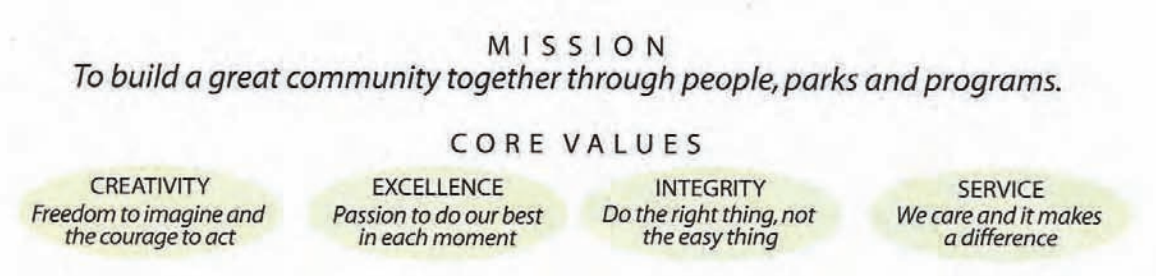 MISSION
To build a great community together through people, parks and programs.
CORE VALUES
CREATIVITY
Freedom to imagine and
the courage to act
EXCELLENCE
Passion to do our best
in each moment
INTEGRITY
Do the right thing, not
the easy thing
SERVICE
We care and it makes
a difference